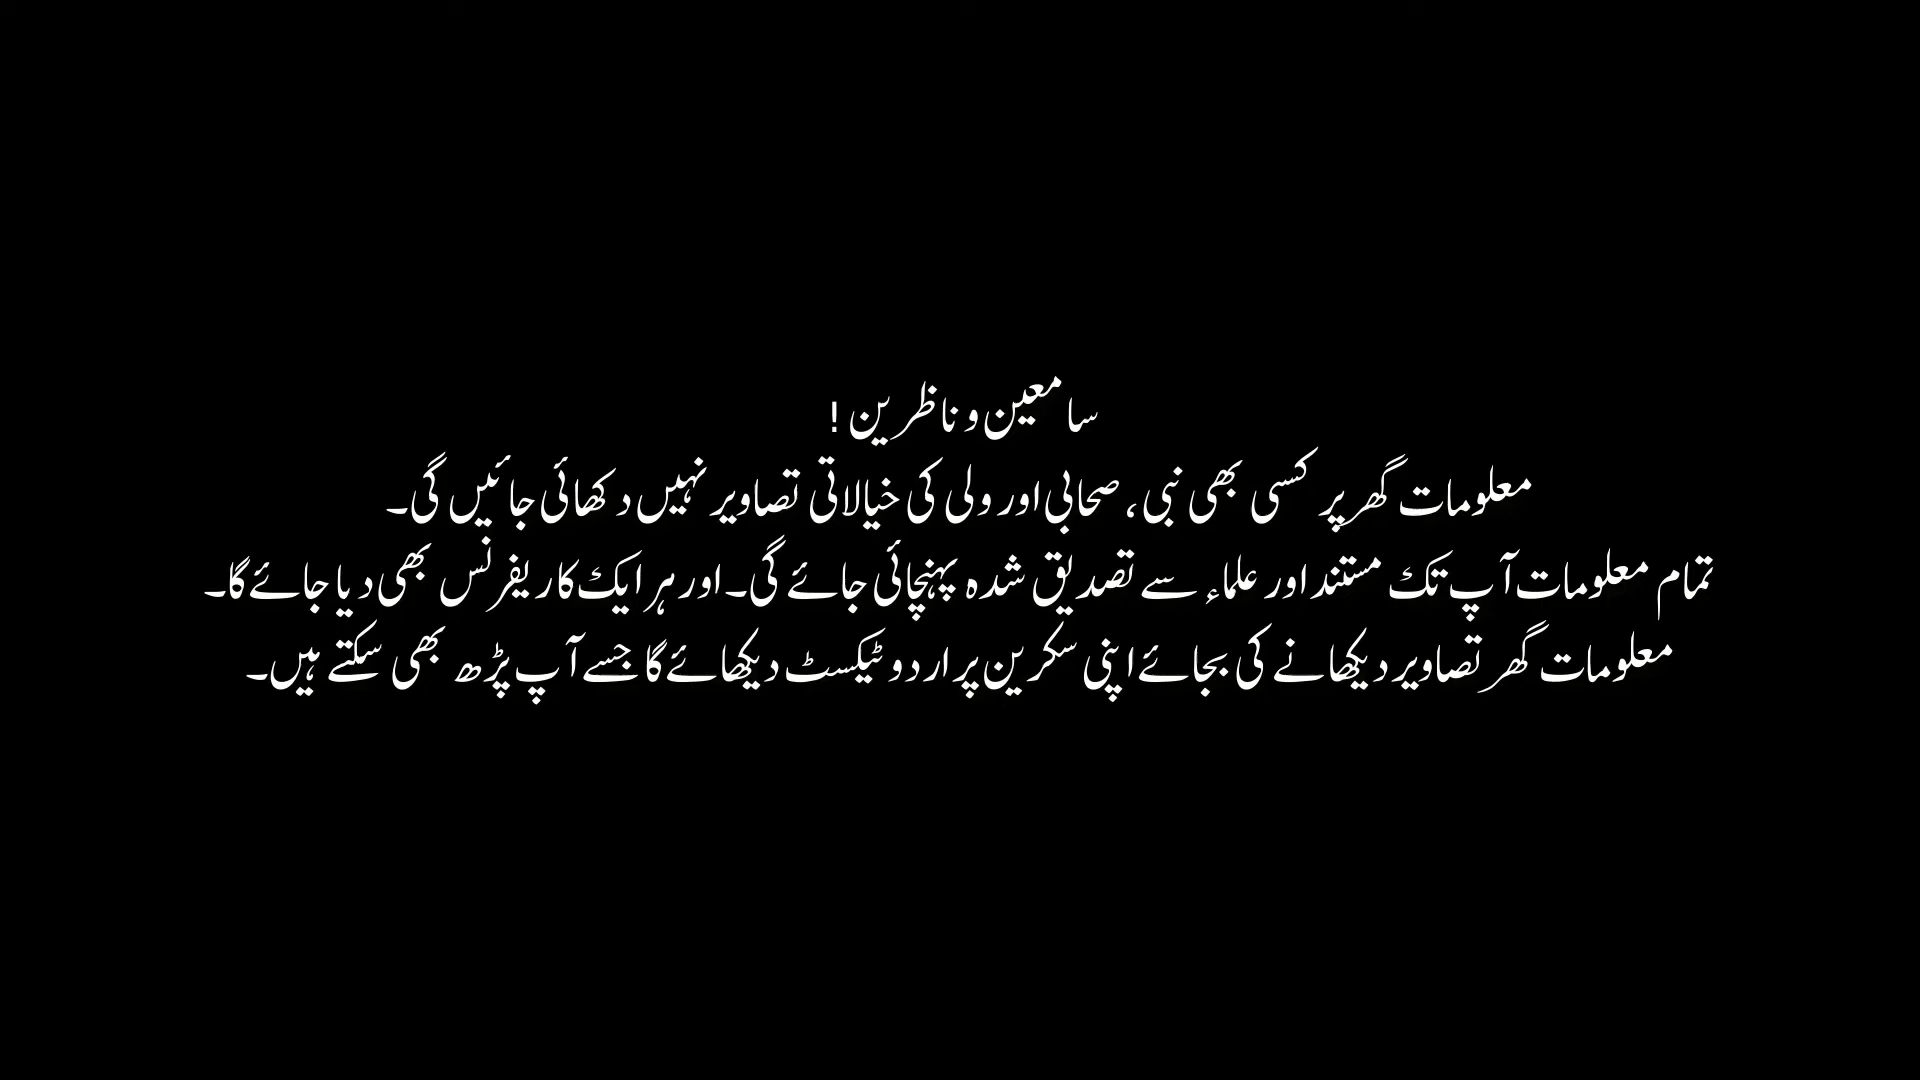 سامعین و ناظرین !
معلومات گھر پر کسی بھی نبی، صحابی اور ولی کی خیالاتی تصاویر نہیں دکھائی جائیں گی۔
تمام معلومات آپ تک مستند اور علماء سے تصدیق شدہ پہنچائی جائے گی۔ اور ہر ایک کا ریفرنس بھی دیا جائے گا۔
معلومات گھر تصاویر دیکھانے کی بجائے اپنی سکرین پر اردو ٹیکسٹ دیکھائے گا جسے آپ پڑھ بھی سکتے ہیں۔